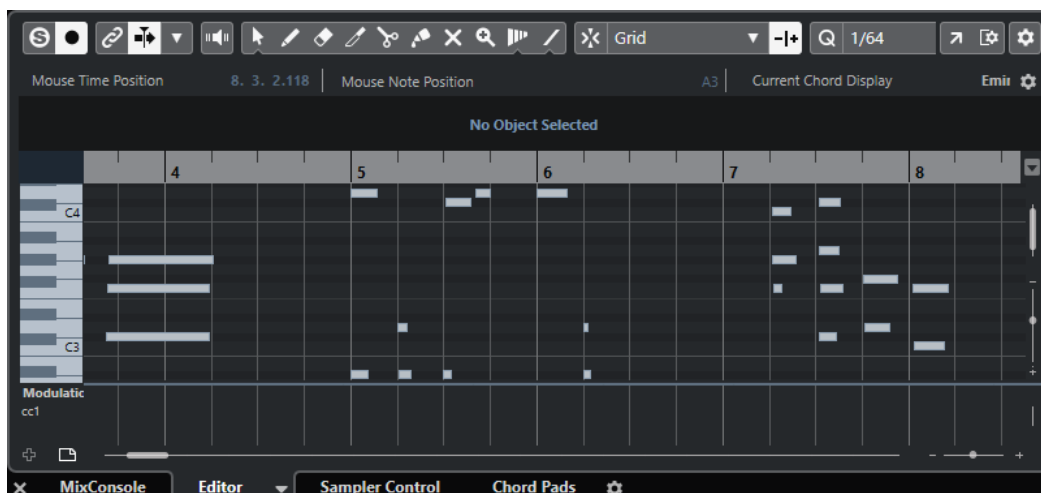 Grid Q 1/64
Mouse Time Position 8. 3. 2.118 Mouse Note Position A3 Current Chord Display
No Object Selected
4 5 6 7 8
C4
C3
Modulatic
cc1
MixConsole Editor Sampler Control Chord Pads